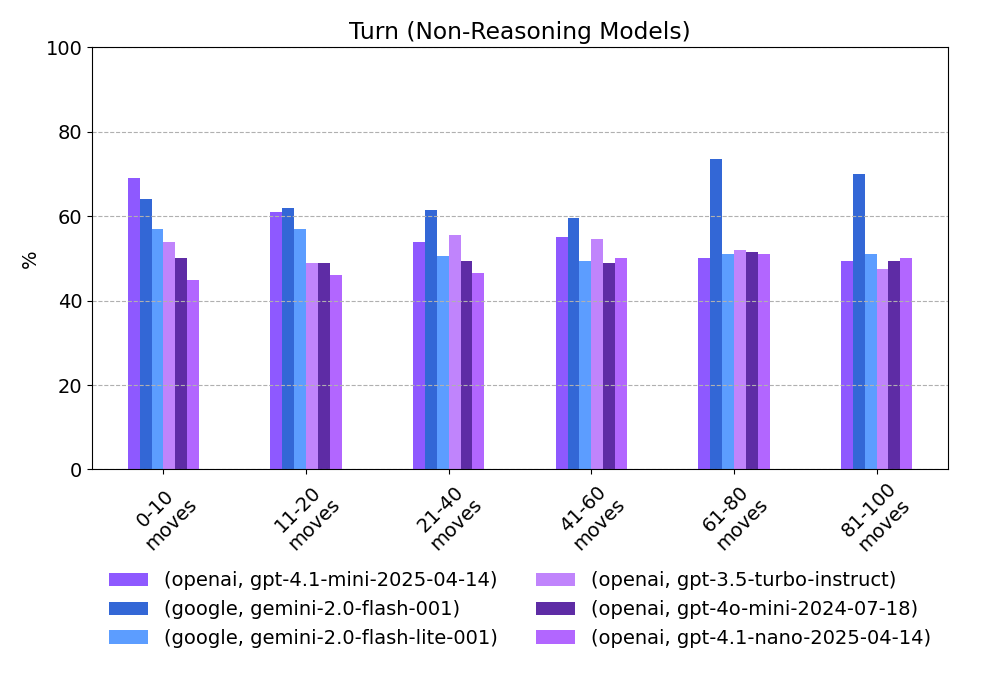 Turn (Non-Reasoning Models)
100
80
60
40
20
0
%
0-10
moves
11-20
moves
21-40
moves
41-60
moves
61-80
moves
81-100
moves
(openai, gpt-4.1-mini-2025-04-14)
(google, gemini-2.0-flash-001)
(google, gemini-2.0-flash-lite-001)
(openai, gpt-3.5-turbo-instruct)
(openai, gpt-4o-mini-2024-07-18)
(openai, gpt-4.1-nano-2025-04-14)